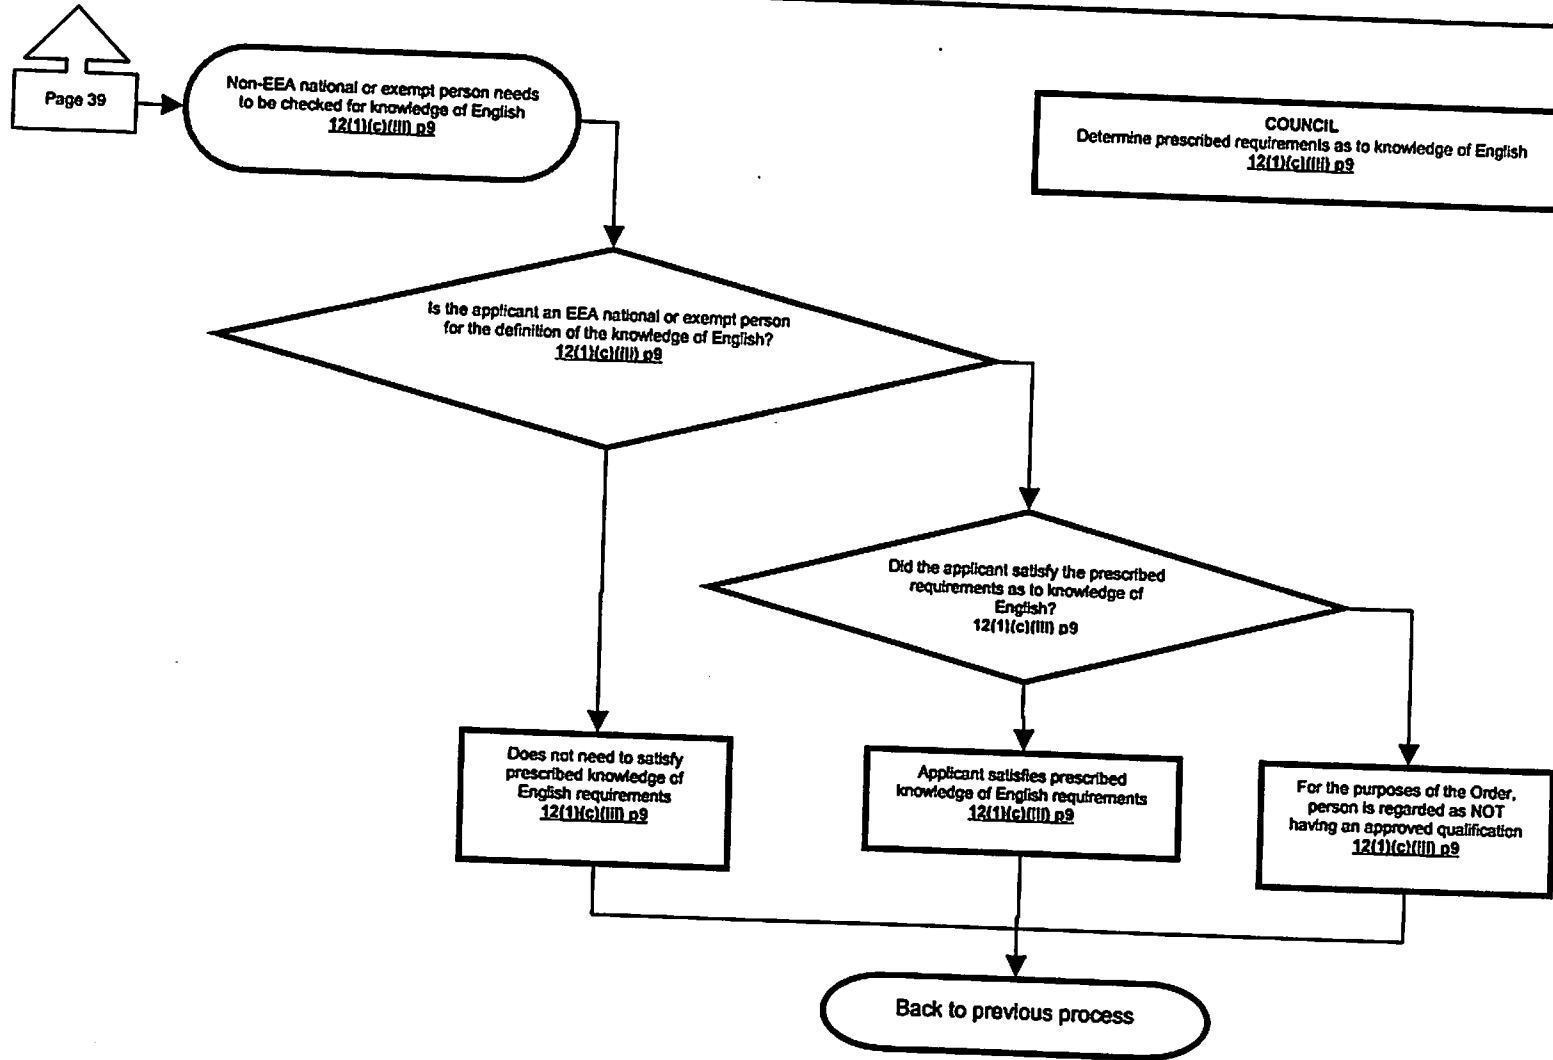 Page 39
Non-EEA national or exempt person needs
to be checked for knowledge of English
12(1)(c)(iii) p9
COUNCIL
Determine prescribed requirements as to knowledge of English
12(1)(c)(iii) p9
Is the applicant an EEA national or exempt person
for the definition of the knowledge of English?
12(1)(c)(iii) p9
Did the applicant satisfy the prescribed
requirements as to knowledge of
English?
12(1)(c)(iii) p9
Does not need to satisfy
prescribed knowledge of
English requirements
12(1)(c)(iii) p9
Applicant satisfies prescribed
knowledge of English requirements
12(1)(c)(iii) p9
For the purposes of the Order,
person is regarded as NOT
having an approved qualification
12(1)(c)(iii) p9
Back to previous process